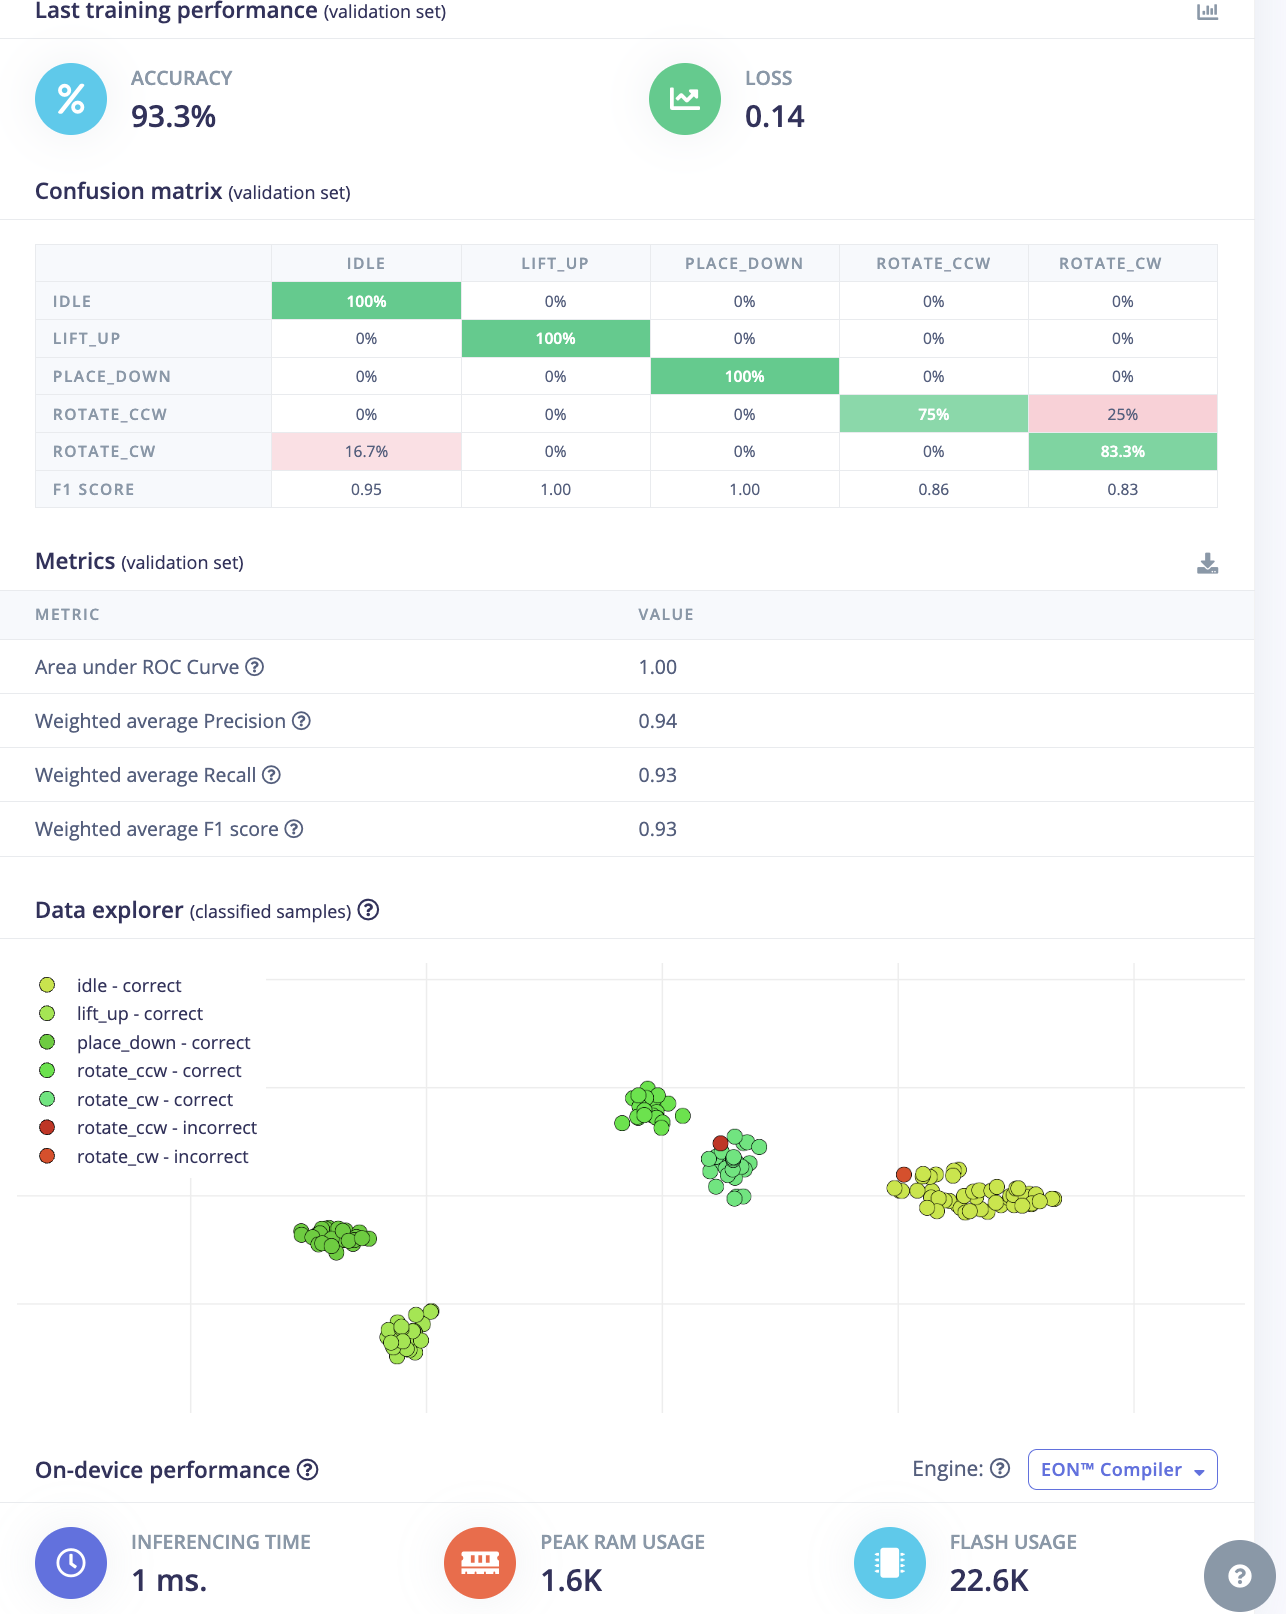 Last training performance (validation set)
ACCURACY
93.3%
LOSS
0.14
Confusion matrix (validation set)
IDLE LIFT_UP PLACE_DOWN ROTATE_CCW ROTATE_CW
IDLE 100% 0% 0% 0% 0%
LIFT_UP 0% 100% 0% 0% 0%
PLACE_DOWN 0% 0% 100% 0% 0%
ROTATE_CCW 0% 0% 0% 75% 25%
ROTATE_CW 16.7% 0% 0% 0% 83.3%
F1 SCORE 0.95 1.00 1.00 0.86 0.83
Metrics (validation set)
METRIC VALUE
Area under ROC Curve 1.00
Weighted average Precision 0.94
Weighted average Recall 0.93
Weighted average F1 score 0.93
Data explorer (classified samples)
idle - correct
lift_up - correct
place_down - correct
rotate_ccw - correct
rotate_cw - correct
rotate_ccw - incorrect
rotate_cw - incorrect
On-device performance
Engine:
EON™ Compiler
INFERENCING TIME
1 ms.
PEAK RAM USAGE
1.6K
FLASH USAGE
22.6K